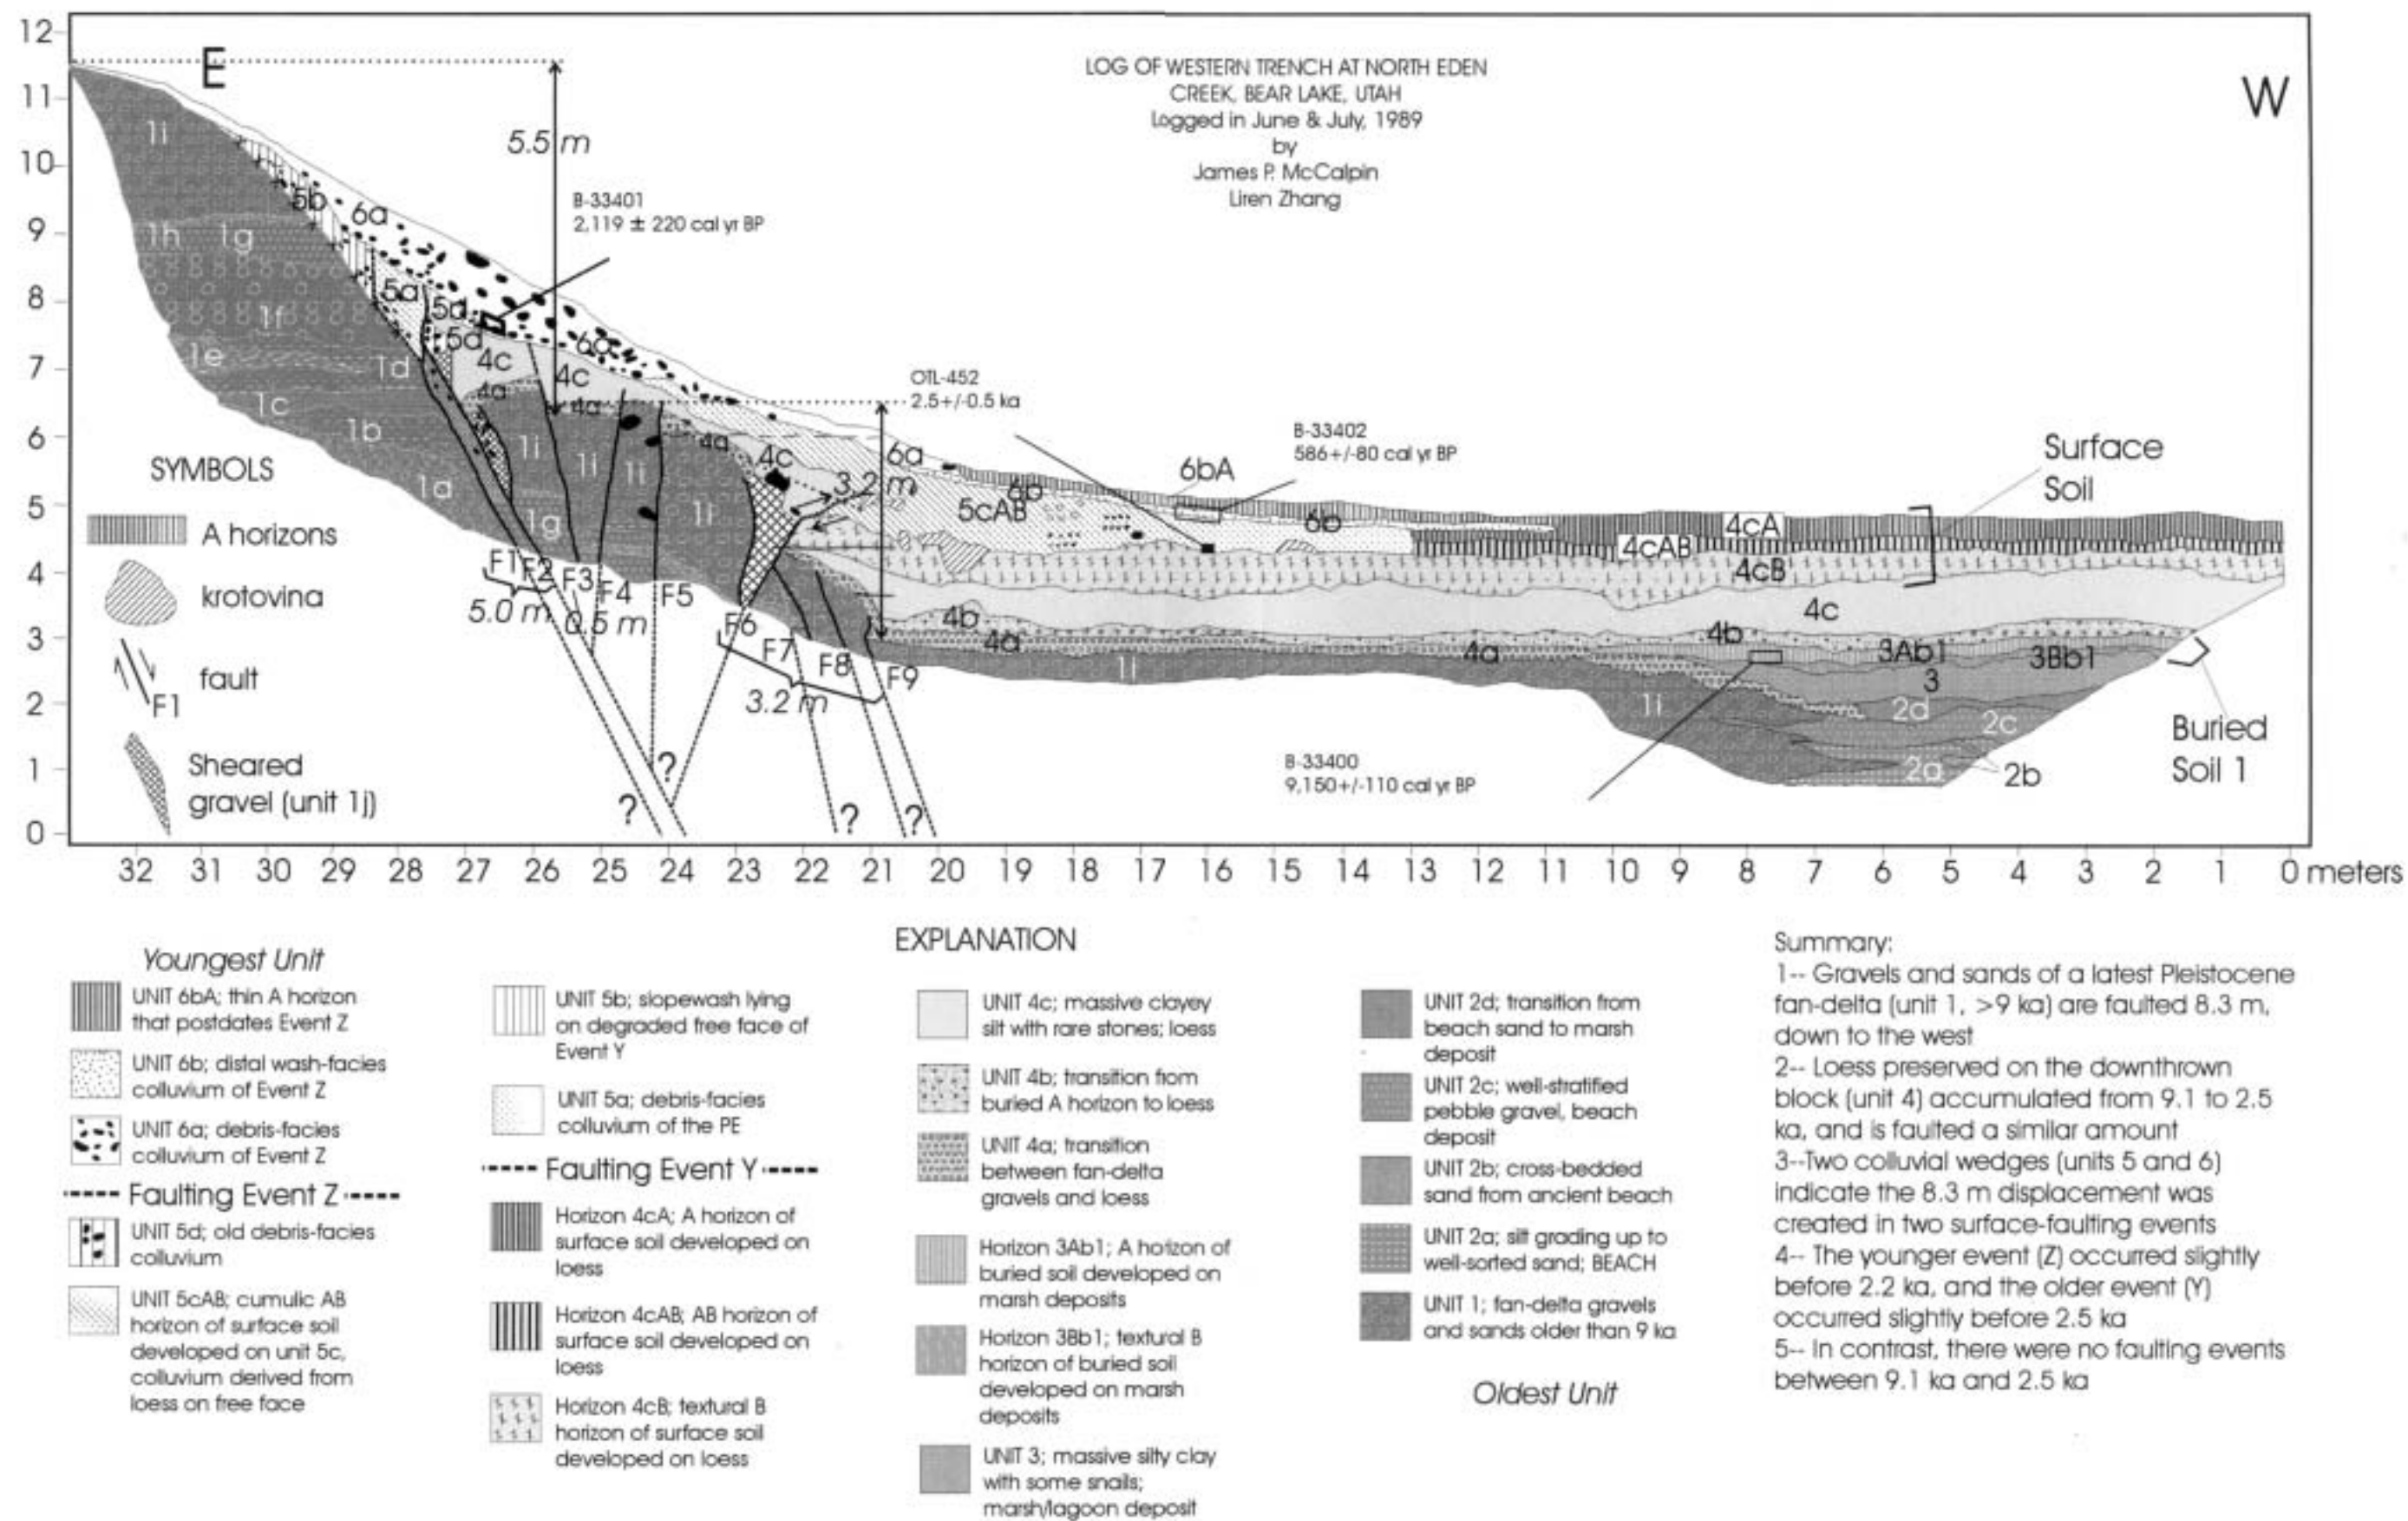 LOG OF WESTERN TRENCH AT NORTH EDEN
CREEK, BEAR LAKE, UTAH
Logged in June & July, 1989
by
James P. McCalpin
Liren Zhang
E
W
12
11
10
9
8
7
6
5
4
3
2
1
0
5.5 m
B-33401
2,119 ± 220 cal yr BP
OTL-452
2.5+/-0.5 ka
B-33402
586+/-80 cal yr BP
B-33400
9,150+/-110 cal yr BP
1i
1h
1g
1f
1e
1d
1c
1b
1a
5b
6a
5a
5d
5d
6a
4c
4c
4a
4a
4a
4c
1i
1i
1i
1i
1g
3.2 m
6a
5cAB
6b
6bA
6b
4cA
4cAB
4cB
4c
4b
4b
4a
4a
1i
1i
3Ab1
3Bb1
3
2d
2c
2a
2b
Surface
Soil
Buried
Soil 1
F1
F2
F3
F4
F5
F6
F7
F8
F9
5.0 m
0.5 m
3.2 m
?
?
?
?
SYMBOLS
A horizons
krotovina
fault
F1
Sheared
gravel (unit 1j)
32 31 30 29 28 27 26 25 24 23 22 21 20 19 18 17 16 15 14 13 12 11 10 9 8 7 6 5 4 3 2 1 0 meters
EXPLANATION
Youngest Unit
UNIT 6bA; thin A horizon
that postdates Event Z
UNIT 6b; distal wash-facies
colluvium of Event Z
UNIT 6a; debris-facies
colluvium of Event Z
Faulting Event Z
UNIT 5d; old debris-facies
colluvium
UNIT 5cAB; cumulic AB
horizon of surface soil
developed on unit 5c,
colluvium derived from
loess on free face
UNIT 5b; slopewash lying
on degraded free face of
Event Y
UNIT 5a; debris-facies
colluvium of the PE
Faulting Event Y
Horizon 4cA; A horizon of
surface soil developed on
loess
Horizon 4cAB; AB horizon of
surface soil developed on
loess
Horizon 4cB; textural B
horizon of surface soil
developed on loess
UNIT 4c; massive clayey
silt with rare stones; loess
UNIT 4b; transition from
buried A horizon to loess
UNIT 4a; transition
between fan-delta
gravels and loess
Horizon 3Ab1; A hotizon of
buried soil developed on
marsh deposits
Horizon 3Bb1; textural B
horizon of buried soil
developed on marsh
deposits
UNIT 3; massive silty clay
with some snails;
marsh/lagoon deposit
UNIT 2d; transition from
beach sand to marsh
deposit
UNIT 2c; well-stratified
pebble gravel, beach
deposit
UNIT 2b; cross-bedded
sand from ancient beach
UNIT 2a; silt grading up to
well-sorted sand; BEACH
UNIT 1; fan-delta gravels
and sands older than 9 ka
Oldest Unit
Summary:
1-- Gravels and sands of a latest Pleistocene
fan-delta (unit 1, >9 ka) are faulted 8.3 m,
down to the west
2-- Loess preserved on the downthrown
block (unit 4) accumulated from 9.1 to 2.5
ka, and is faulted a similar amount
3--Two colluvial wedges (units 5 and 6)
indicate the 8.3 m displacement was
created in two surface-faulting events
4-- The younger event (Z) occurred slightly
before 2.2 ka, and the older event (Y)
occurred slightly before 2.5 ka
5-- In contrast, there were no faulting events
between 9.1 ka and 2.5 ka